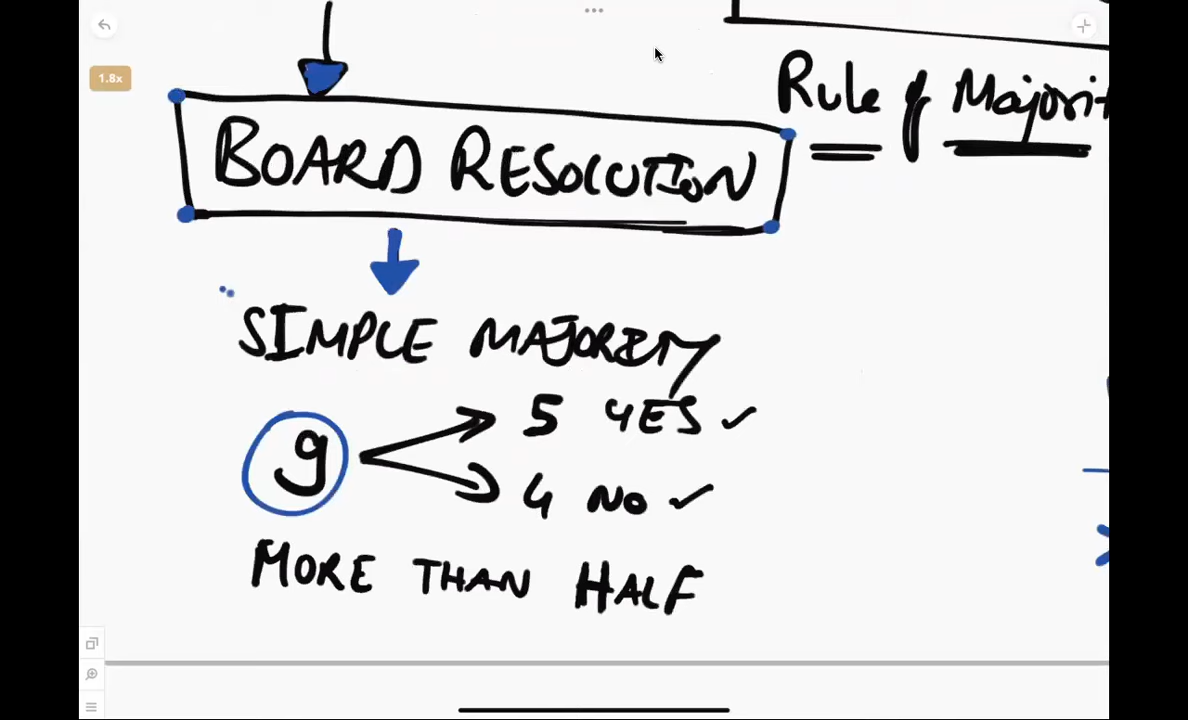 1.8x
Rule of Majorit
BOARD RESOLUTION
SIMPLE MAJORITY
9
5 YES ✓
4 NO ✓
MORE THAN HALF